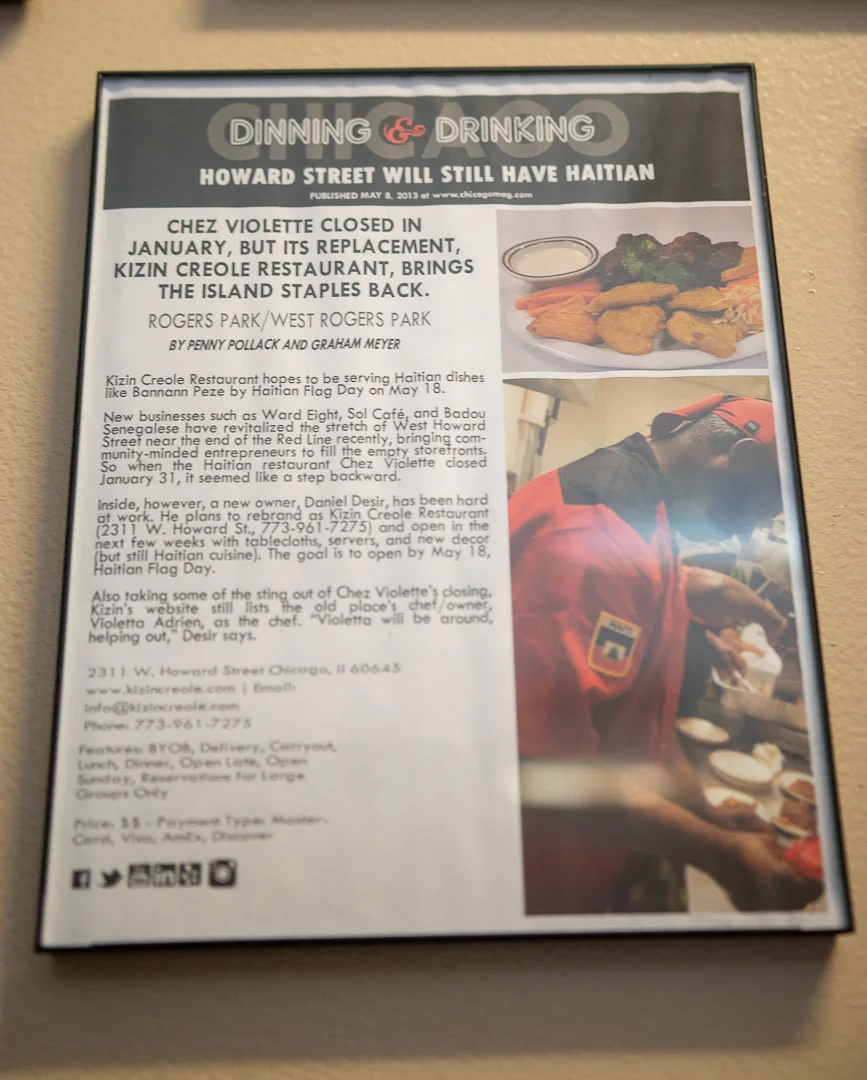 CHICAGO
DINNING & DRINKING
HOWARD STREET WILL STILL HAVE HAITIAN
PUBLISHED MAY 8, 2013 at www.chicagomag.com
CHEZ VIOLETTE CLOSED IN
JANUARY, BUT ITS REPLACEMENT,
KIZIN CREOLE RESTAURANT, BRINGS
THE ISLAND STAPLES BACK.
ROGERS PARK/WEST ROGERS PARK
BY PENNY POLLACK AND GRAHAM MEYER
Kizin Creole Restaurant hopes to be serving Haitian dishes
like Bannann Peze by Haitian Flag Day on May 18.
New businesses such as Ward Eight, Sol Café, and Badou
Senegalese have revitalized the stretch of West Howard
Street near the end of the Red Line recently, bringing com-
munity-minded entrepreneurs to fill the empty storefronts.
So when the Haitian restaurant Chez Violette closed
January 31, it seemed like a step backward.
Inside, however, a new owner, Daniel Desir, has been hard
at work. He plans to rebrand as Kizin Creole Restaurant
(2311 W. Howard St., 773-961-7275) and open in the
next few weeks with tablecloths, servers, and new decor
(but still Haitian cuisine). The goal is to open by May 18,
Haitian Flag Day.
Also taking some of the sting out of Chez Violette's closing,
Kizin's website still lists the old place's chef/owner,
Violetta Adrien, as the chef. "Violetta will be around,
helping out," Desir says.
2311 W. Howard Street Chicago, Il 60645
www.kizincreole.com | Email:
info@kizincreole.com
Phone: 773-961-7275
Features: BYOB, Delivery, Carryout,
Lunch, Dinner, Open Late, Open
Sunday, Reservations for Large
Groups Only
Price: $$ - Payment Type: Master-
Card, Visa, AmEx, Discover
HAITI